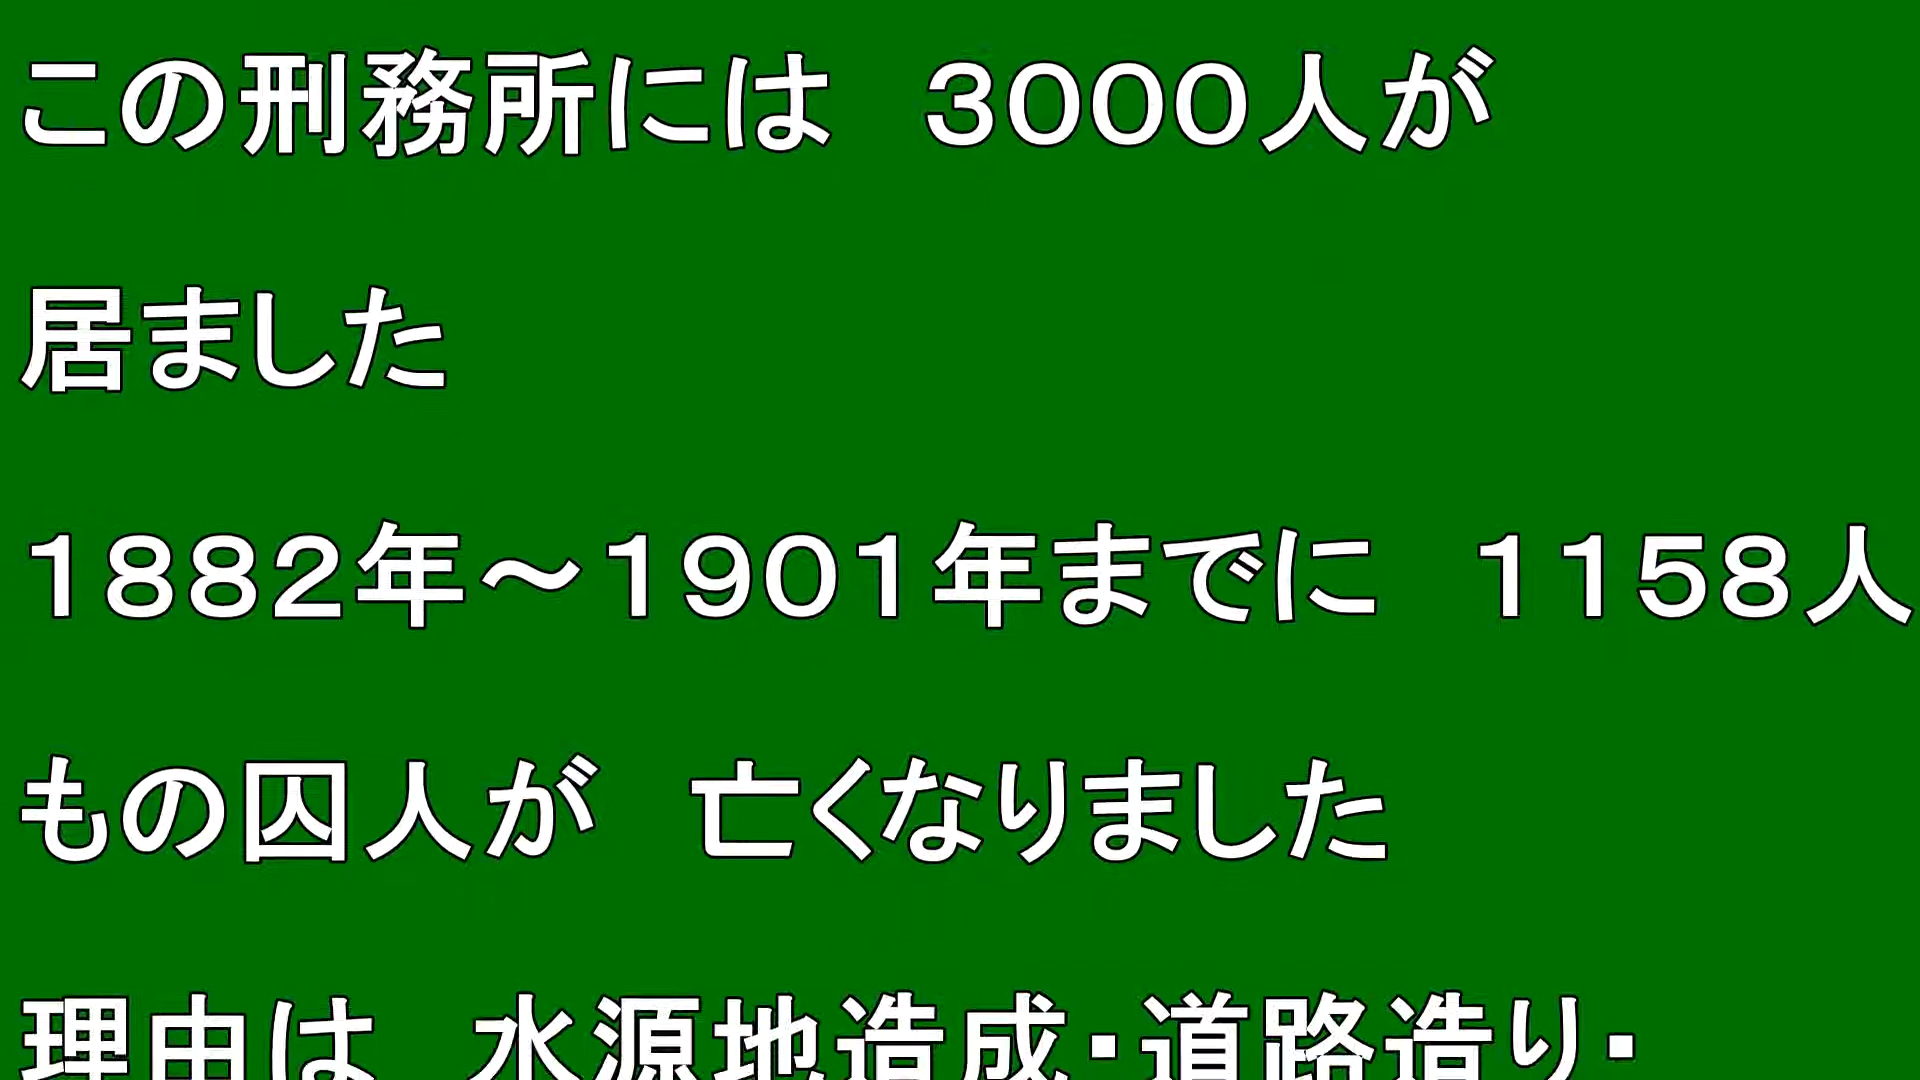 この刑務所には　３０００人が
居ました
１８８２年～１９０１年までに　１１５８人
もの囚人が　亡くなりました
理由は　水源地造成・道路造り・